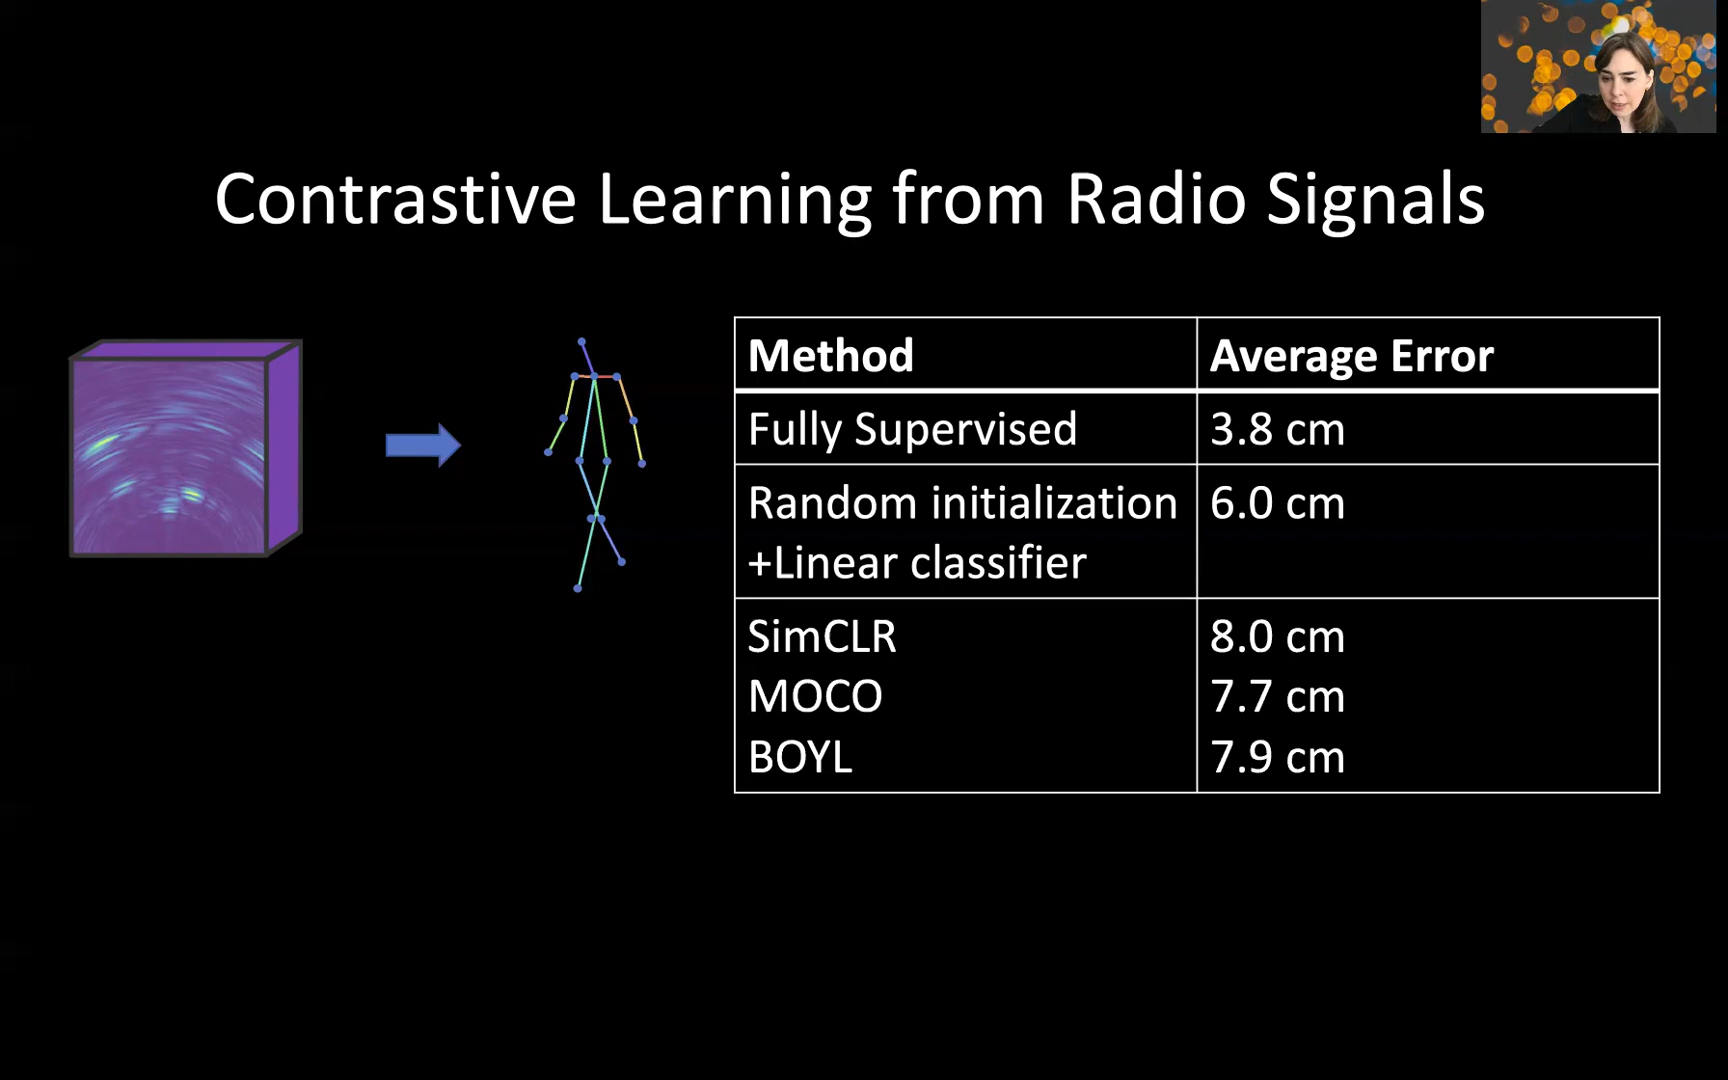 Contrastive Learning from Radio Signals
Method
Average Error
Fully Supervised
3.8 cm
Random initialization
+Linear classifier
6.0 cm
SimCLR
8.0 cm
MOCO
7.7 cm
BOYL
7.9 cm